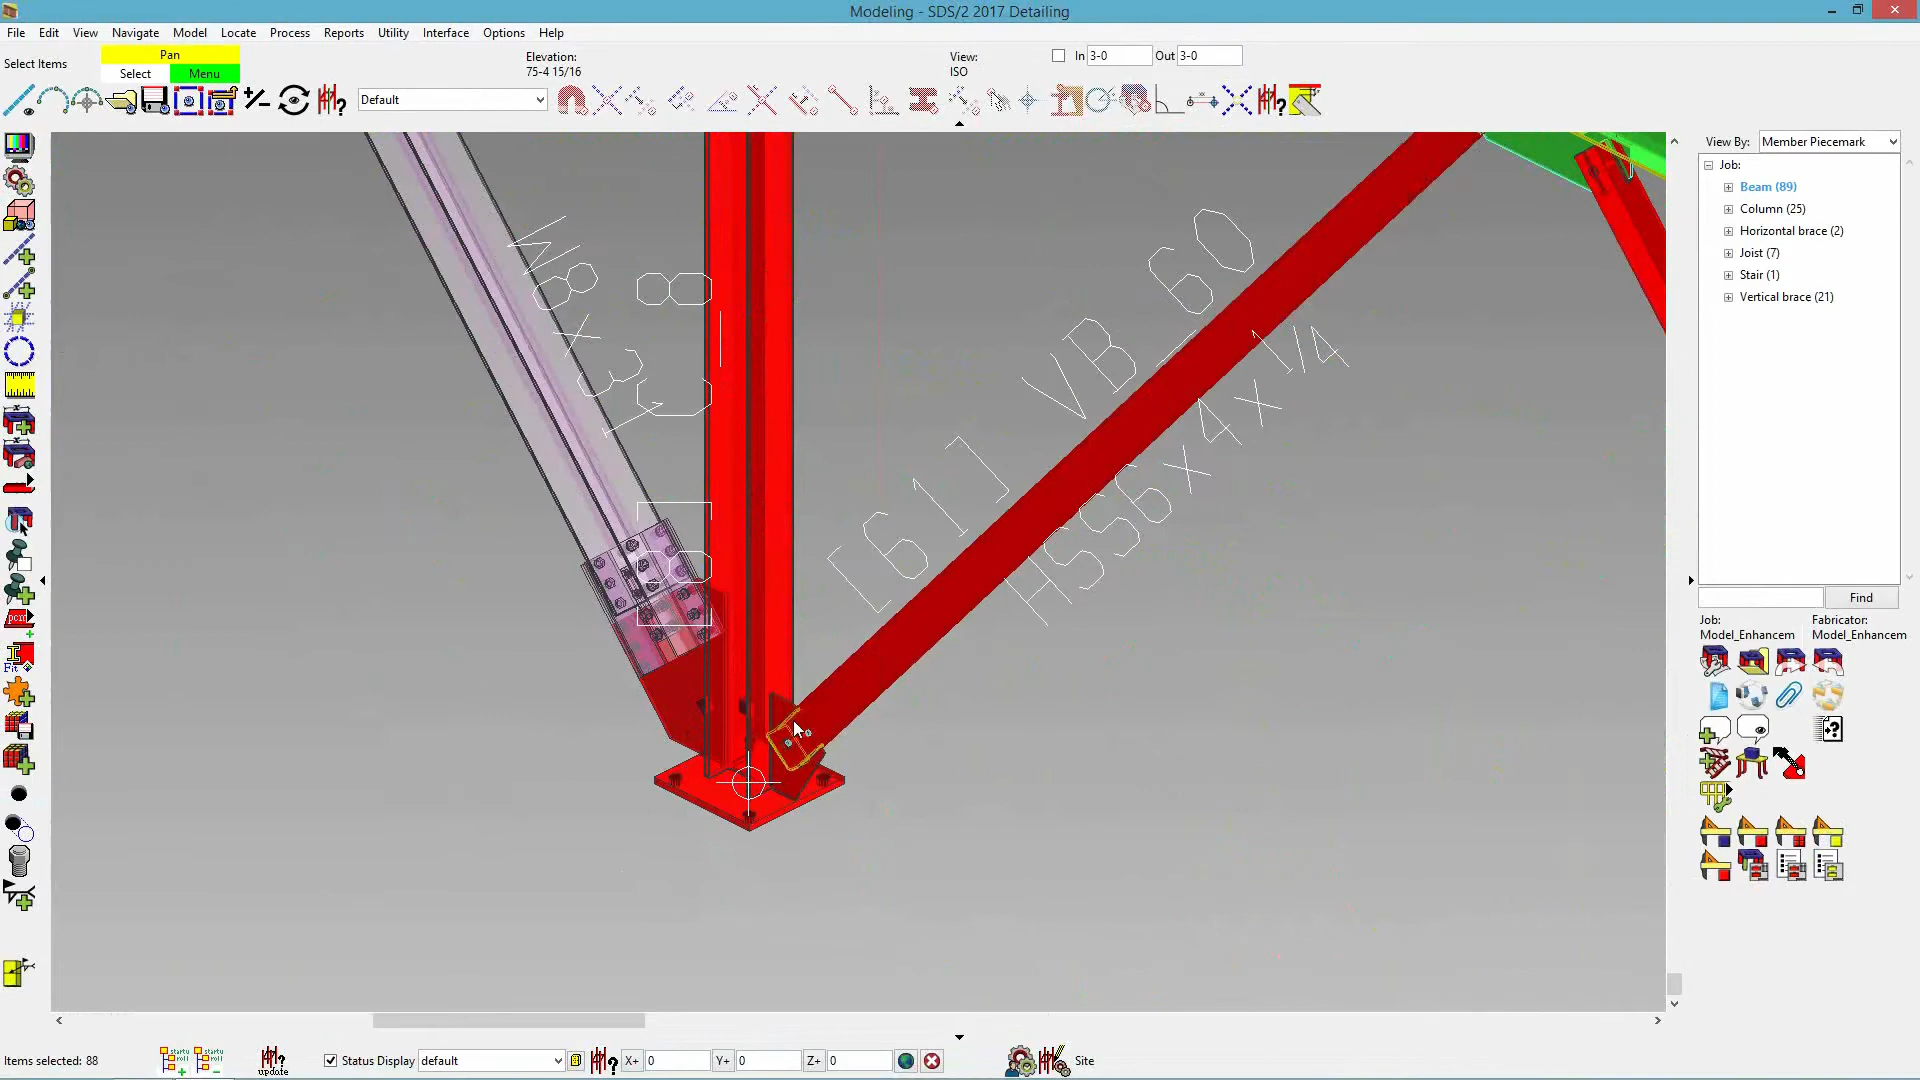 Modeling - SDS/2 2017 Detailing
File Edit View Navigate Model Locate Process Reports Utility Interface Options Help
Select Items
Pan
Select Menu
Elevation:
75-4 15/16
View:
ISO
In 3-0 Out 3-0
Default
View By: Member Piecemark
Job:
Beam (89)
Column (25)
Horizontal brace (2)
Joist (7)
Stair (1)
Vertical brace (21)
Find
Job:
Model_Enhancem
Fabricator:
Model_Enhancem
W8x31
[61] VB_60
HSS6x4x1/4
Items selected: 88
update
Status Display default
X+ 0 Y+ 0 Z+ 0
Site